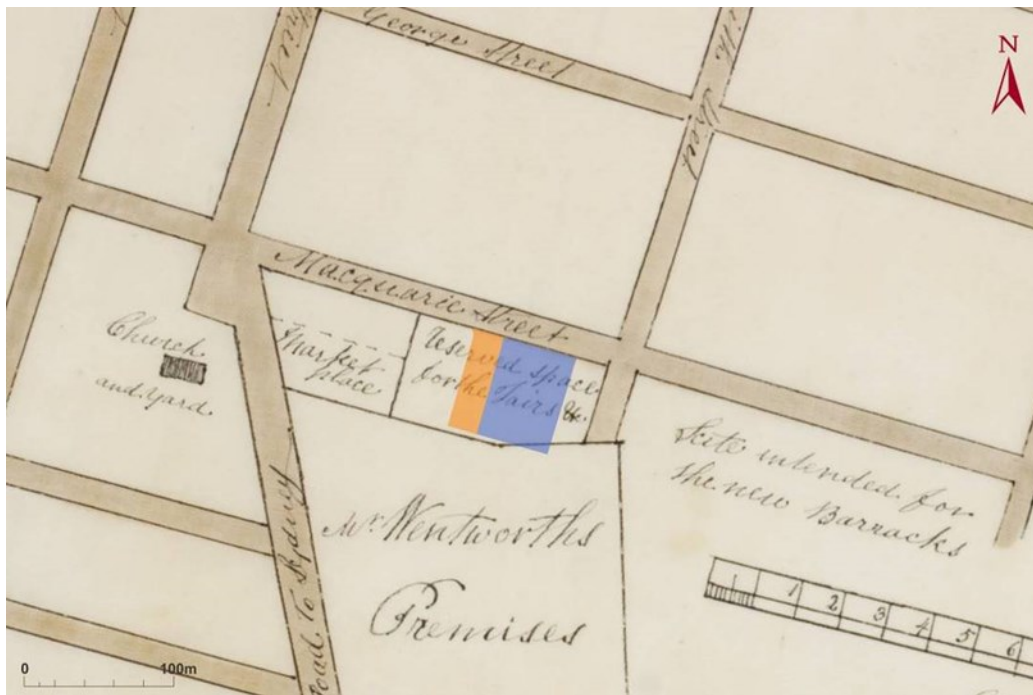 George Street
N
Macquarie Street
Church
and Yard
Market
place
Reserved space
for the Fairs &c
Mr. Wentworths
Premises
Scite intended for
the new Barracks
1 2 3 4 5 6
Road to Sydney
0 100m